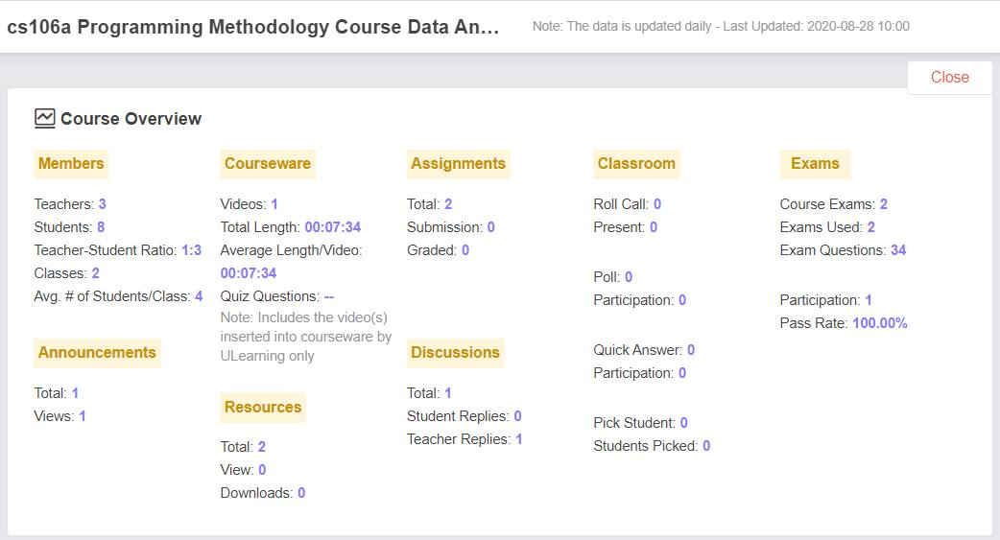 cs106a Programming Methodology Course Data An...
Note: The data is updated daily - Last Updated: 2020-08-28 10:00
Close
Course Overview
Members
Teachers: 3
Students: 8
Teacher-Student Ratio: 1:3
Classes: 2
Avg. # of Students/Class: 4
Announcements
Total: 1
Views: 1
Courseware
Videos: 1
Total Length: 00:07:34
Average Length/Video:
00:07:34
Quiz Questions: --
Note: Includes the video(s)
inserted into courseware by
ULearning only
Resources
Total: 2
View: 0
Downloads: 0
Assignments
Total: 2
Submission: 0
Graded: 0
Discussions
Total: 1
Student Replies: 0
Teacher Replies: 1
Classroom
Roll Call: 0
Present: 0
Poll: 0
Participation: 0
Quick Answer: 0
Participation: 0
Pick Student: 0
Students Picked: 0
Exams
Course Exams: 2
Exams Used: 2
Exam Questions: 34
Participation: 1
Pass Rate: 100.00%